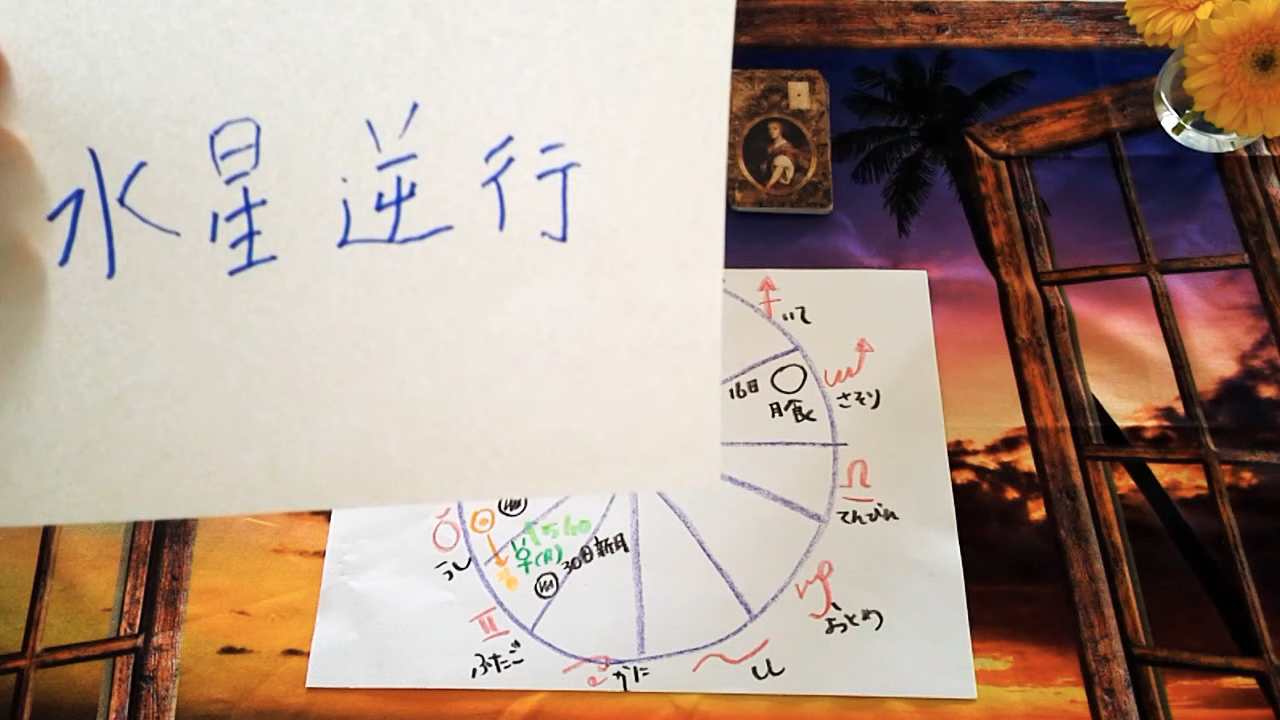 水星逆行
いて
16日
月食
さそり
てんびん
おとめ
しし
かに
ふたご
うし
30日新月